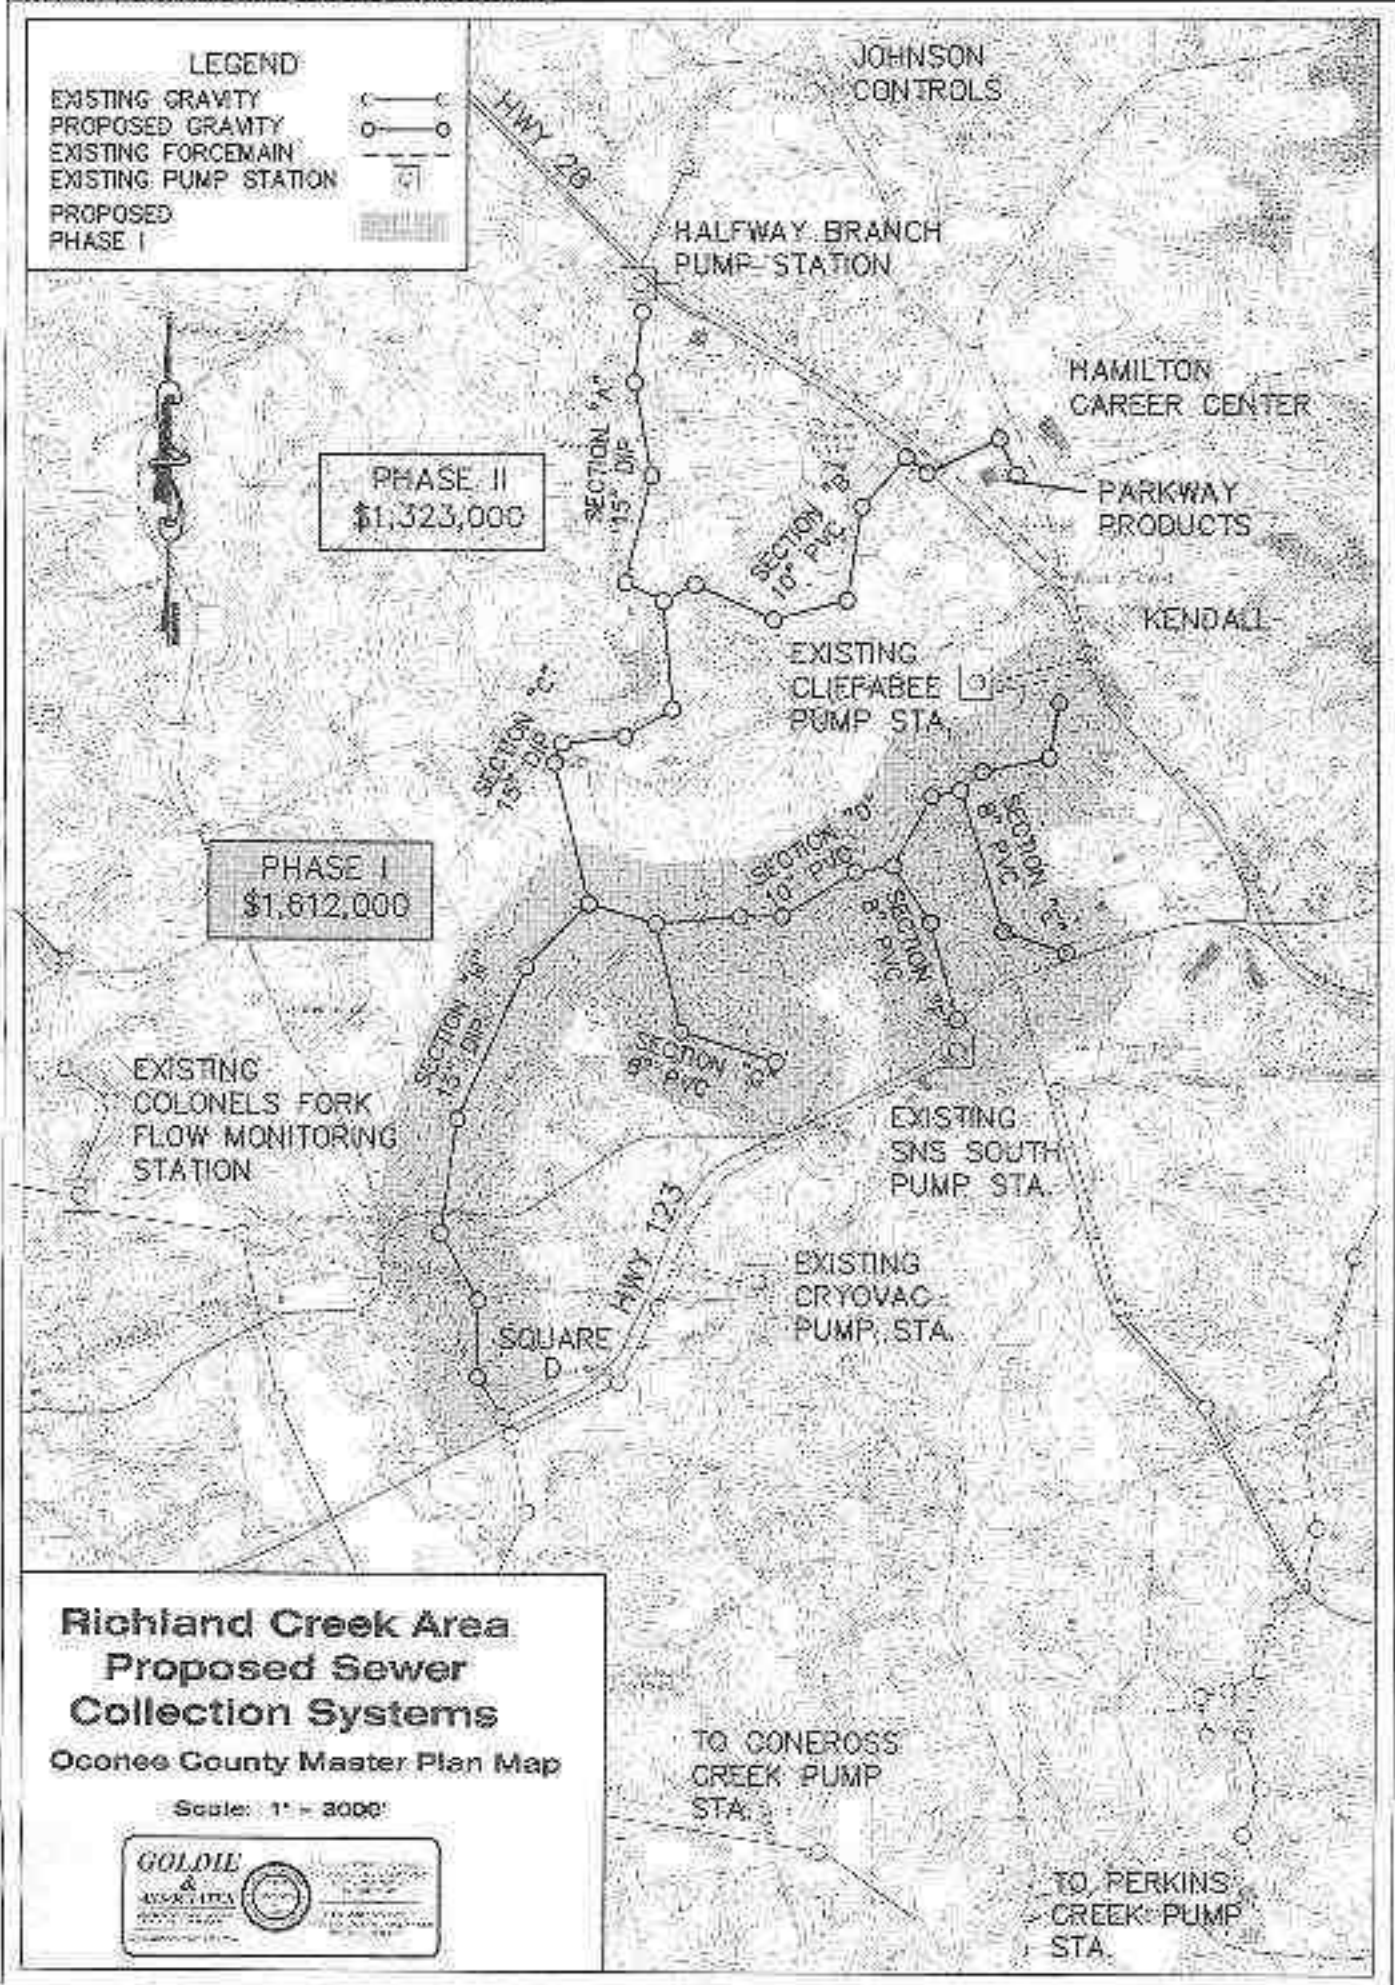 LEGEND
EXISTING GRAVITY
PROPOSED GRAVITY
EXISTING FORCEMAIN
EXISTING PUMP STATION
PROPOSED
PHASE I
JOHNSON
CONTROLS
HWY 28
HALFWAY BRANCH
PUMP STATION
HAMILTON
CAREER CENTER
PARKWAY
PRODUCTS
KENDALL
PHASE II
$1,323,000
SECTION "A"
15" DIP
SECTION "B"
10" PVC
EXISTING
CLIFFABEE
PUMP STA.
SECTION "C"
15" DIP
PHASE I
$1,612,000
SECTION "D"
10" PVC
SECTION "E"
8" PVC
SECTION "F"
8" PVC
SECTION "G"
8" PVC
SECTION "H"
15" DIP
EXISTING
COLONELS FORK
FLOW MONITORING
STATION
EXISTING
SNS SOUTH
PUMP STA.
HWY 123
EXISTING
CRYOVAC
PUMP STA.
SQUARE
D
Richland Creek Area
Proposed Sewer
Collection Systems
Oconee County Master Plan Map
Scale: 1" = 3000'
GOLDIE
&
ASSOCIATES
TO CONEROSS
CREEK PUMP
STA.
TO PERKINS
CREEK PUMP
STA.